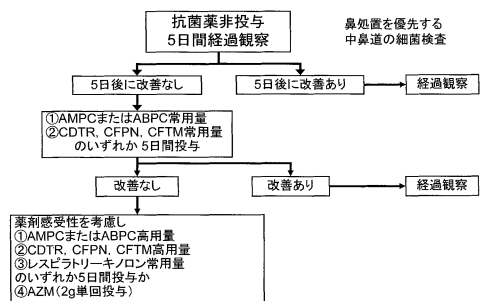 抗菌薬非投与
5日間経過観察
鼻処置を優先する
中鼻道の細菌検査
5日後に改善なし
5日後に改善あり
経過観察
①AMPCまたはABPC常用量
②CDTR, CFPN, CFTM常用量
のいずれか 5日間投与
改善なし
改善あり
経過観察
薬剤感受性を考慮し
①AMPCまたはABPC高用量
②CDTR, CFPN, CFTM高用量
③レスピラトリーキノロン常用量
のいずれか5日間投与か
④AZM(2g単回投与)